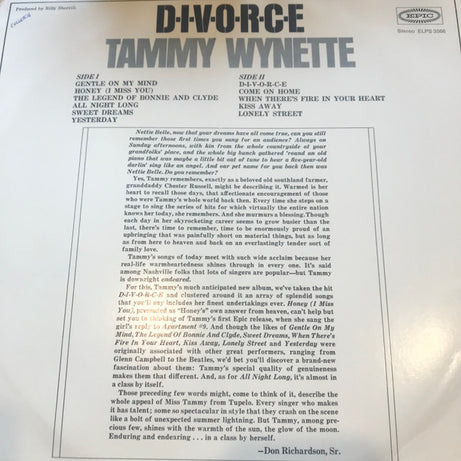 Produced by Billy Sherrill
D·I·V·O·R·C·E
EPIC
Stereo ELPS 3566
TAMMY WYNETTE
SIDE I
GENTLE ON MY MIND
HONEY (I MISS YOU)
THE LEGEND OF BONNIE AND CLYDE
ALL NIGHT LONG
SWEET DREAMS
YESTERDAY
SIDE II
D-I-V-O-R-C-E
COME ON HOME
WHEN THERE'S FIRE IN YOUR HEART
KISS AWAY
LONELY STREET
Nettie Belle, now that your dreams have all come true, can you still
remember those first times you sang for an audience? Always on
Sunday afternoons, with kin from the whole countryside at your
grandfolks' place, and the whole big bunch gathered 'round an old
piano that was maybe a little bit out of tune to hear a five-year-old
darlin' sing like an angel. And our pet name for you back then was
Nettie Belle. Do you remember?
Yes, Tammy remembers, exactly as a beloved old southland farmer,
granddaddy Chester Russell, might be describing it. Warmed is her
heart to recall those days, that affectionate encouragement of those
who were Tammy's whole world back then. Every time she steps on a
stage to sing the series of hits for which virtually the entire nation
knows her today, she remembers. And she murmurs a blessing. Though
each day in her skyrocketing career seems to grow busier than the
last, there's time to remember, time to be enormously proud of an
upbringing that was painfully short on material things, but as long
as from here to heaven and back on an everlastingly tender sort of
family love.
Tammy's songs of today meet with such wide acclaim because her
real-life warmheartedness shines through in every one. It's said
among Nashville folks that lots of singers are popular—but Tammy
is downright endeared.
For this, Tammy's much anticipated new album, we've taken the hit
D-I-V-O-R-C-E and clustered around it an array of splendid songs
that you'll say includes her finest undertakings ever. Honey (I Miss
You), presented as "Honey's" own answer from heaven, can't help but
set you to thinking of Tammy's first Epic release, when she sang the
girl's reply to Apartment #9. And though the likes of Gentle On My
Mind, The Legend Of Bonnie And Clyde, Sweet Dreams, When There's
Fire In Your Heart, Kiss Away, Lonely Street and Yesterday were
originally associated with other great performers, ranging from
Glenn Campbell to the Beatles, we'd bet you'll discover a brand-new
fascination about them: Tammy's special quality of genuineness
makes them that different. And, as for All Night Long, it's almost in
a class by itself.
Those preceding few words might, come to think of it, describe the
whole appeal of Miss Tammy from Tupelo. Every singer who makes
it has talent; some so spectacular in style that they crash on the scene
like a bolt of unexpected summer lightning. But Tammy, among pre-
cious few, shines with the warmth of the sun, the glow of the moon.
Enduring and endearing . . . in a class by herself.
—Don Richardson, Sr.